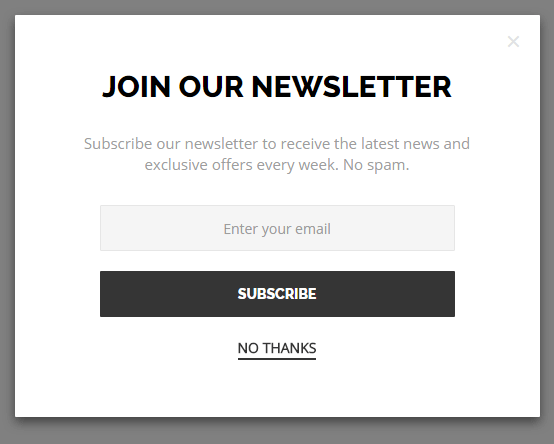 JOIN OUR NEWSLETTER
Subscribe our newsletter to receive the latest news and
exclusive offers every week. No spam.
Enter your email
SUBSCRIBE
NO THANKS